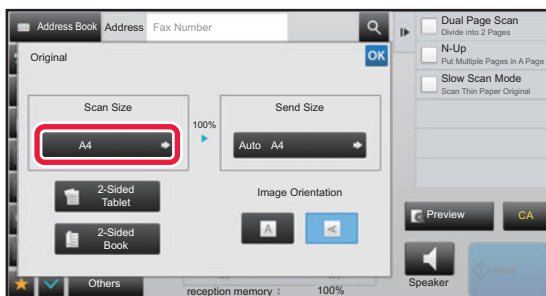 Address Book Address Fax Number
Original
OK
Scan Size
A4
100%
Send Size
Auto A4
2-Sided
Tablet
2-Sided
Book
Image Orientation
A
A
Others
reception memory : 100%
Dual Page Scan
Divide into 2 Pages
N-Up
Put Multiple Pages in A Page
Slow Scan Mode
Scan Thin Paper Original
Preview
CA
Speaker
Start